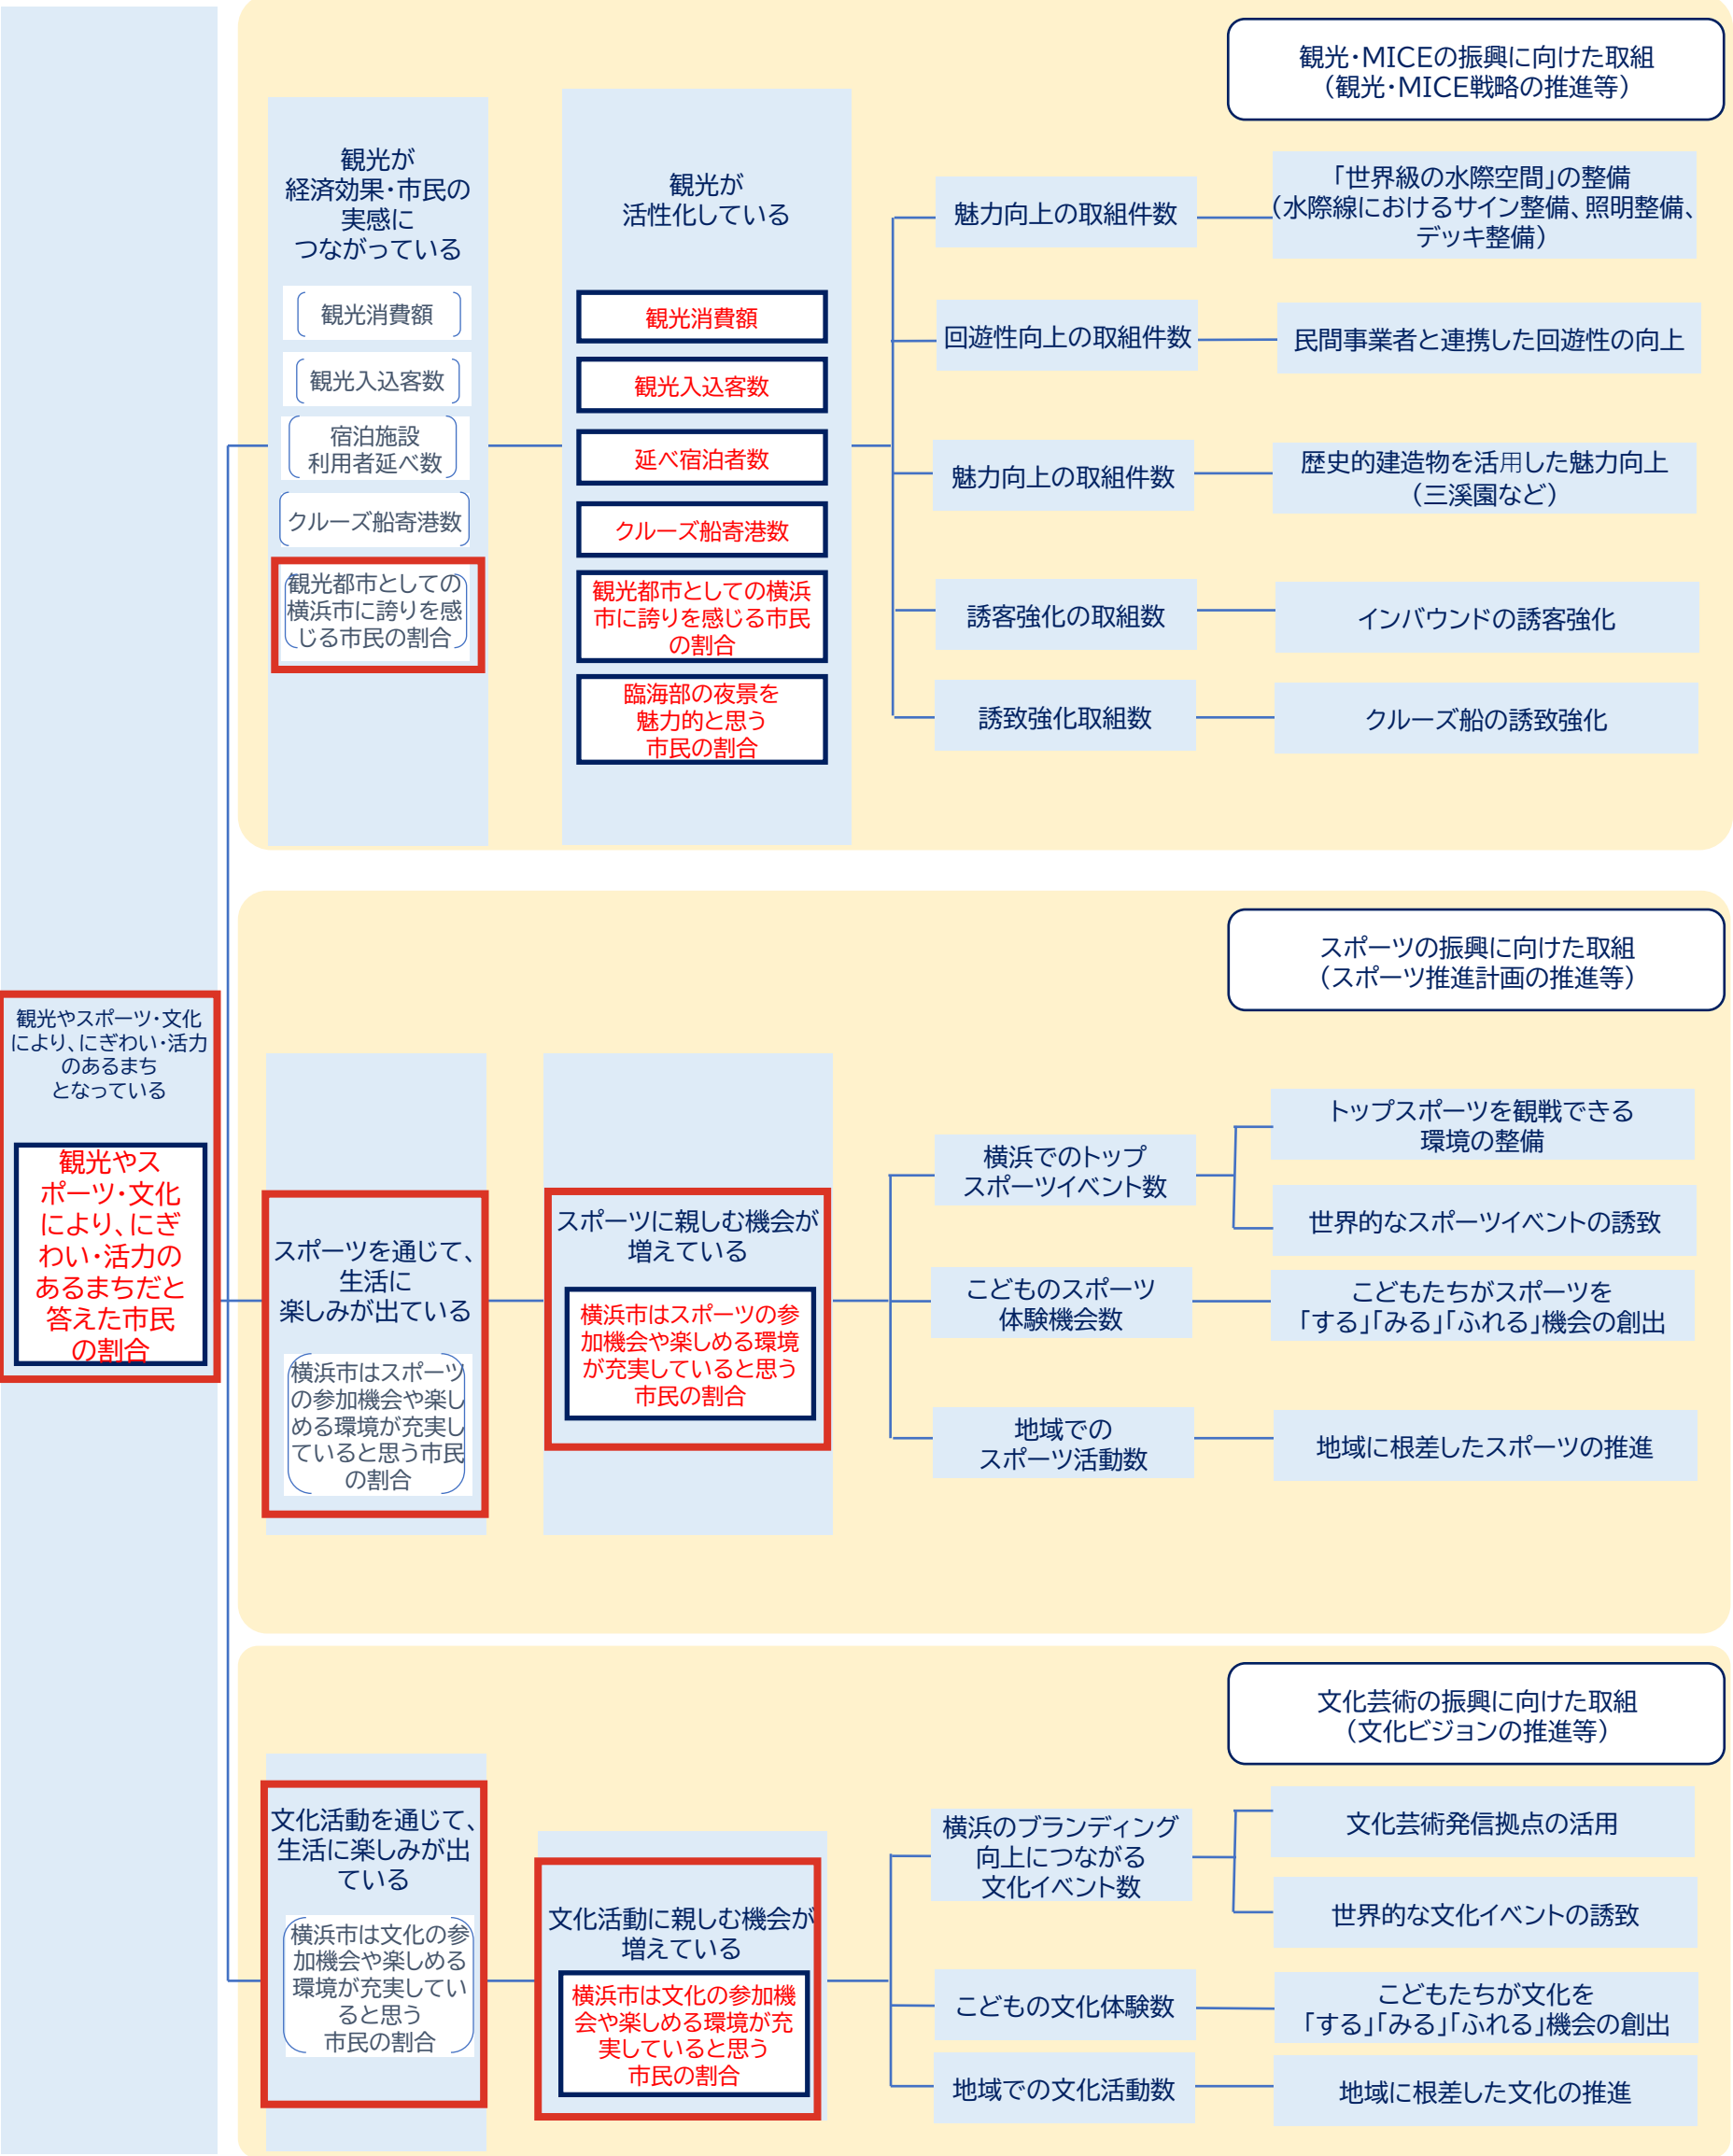 観光・MICEの振興に向けた取組
（観光・MICE戦略の推進等）
観光が
経済効果・市民の
実感に
つながっている
観光消費額
観光入込客数
宿泊施設
利用者延べ数
クルーズ船寄港数
観光都市としての
横浜市に誇りを感
じる市民の割合
観光が
活性化している
観光消費額
観光入込客数
延べ宿泊者数
クルーズ船寄港数
観光都市としての横浜
市に誇りを感じる市民
の割合
臨海部の夜景を
魅力的と思う
市民の割合
魅力向上の取組件数
「世界級の水際空間」の整備
（水際線におけるサイン整備、照明整備、
デッキ整備）
回遊性向上の取組件数
民間事業者と連携した回遊性の向上
魅力向上の取組件数
歴史的建造物を活用した魅力向上
（三溪園など）
誘客強化の取組数
インバウンドの誘客強化
誘致強化取組数
クルーズ船の誘致強化
観光やスポーツ・文化
により、にぎわい・活力
のあるまち
となっている
観光やス
ポーツ・文化
により、にぎ
わい・活力の
あるまちだと
答えた市民
の割合
スポーツの振興に向けた取組
（スポーツ推進計画の推進等）
スポーツを通じて、
生活に
楽しみが出ている
横浜市はスポーツ
の参加機会や楽し
める環境が充実し
ていると思う市民
の割合
スポーツに親しむ機会が
増えている
横浜市はスポーツの参
加機会や楽しめる環境
が充実していると思う
市民の割合
横浜でのトップ
スポーツイベント数
トップスポーツを観戦できる
環境の整備
世界的なスポーツイベントの誘致
こどものスポーツ
体験機会数
こどもたちがスポーツを
「する」「みる」「ふれる」機会の創出
地域での
スポーツ活動数
地域に根差したスポーツの推進
文化芸術の振興に向けた取組
（文化ビジョンの推進等）
文化活動を通じて、
生活に楽しみが出
ている
横浜市は文化の参
加機会や楽しめる
環境が充実してい
ると思う
市民の割合
文化活動に親しむ機会が
増えている
横浜市は文化の参加機
会や楽しめる環境が充
実していると思う
市民の割合
横浜のブランディング
向上につながる
文化イベント数
文化芸術発信拠点の活用
世界的な文化イベントの誘致
こどもの文化体験数
こどもたちが文化を
「する」「みる」「ふれる」機会の創出
地域での文化活動数
地域に根差した文化の推進